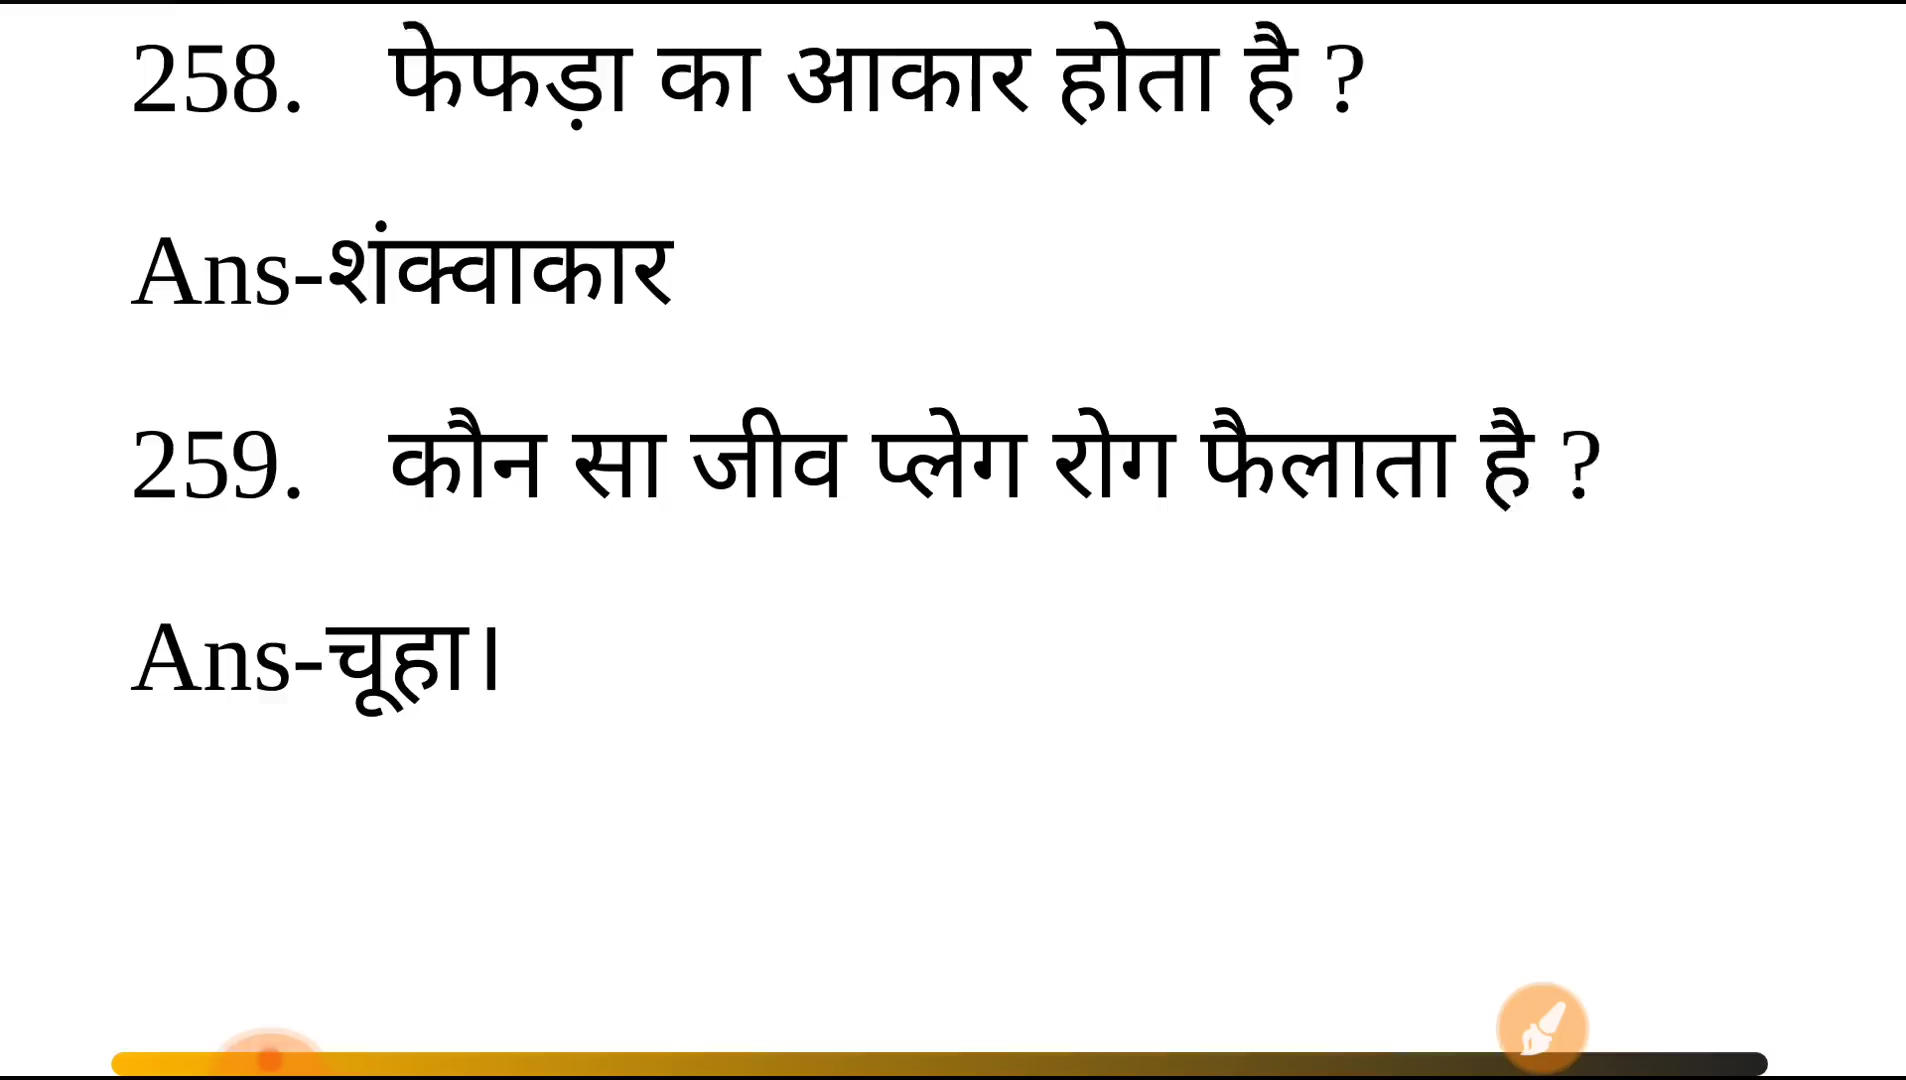 258. फेफड़ा का आकार होता है ?
Ans-शंक्वाकार
259. कौन सा जीव प्लेग रोग फैलाता है ?
Ans-चूहा।